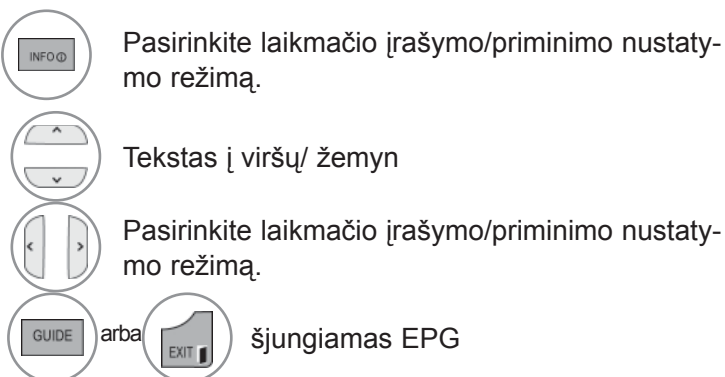 INFO ⓘ
Pasirinkite laikmačio įrašymo/priminimo nustaty-
mo režimą.
Tekstas į viršų/ žemyn
Pasirinkite laikmačio įrašymo/priminimo nustaty-
mo režimą.
GUIDE arba EXIT šjungiamas EPG